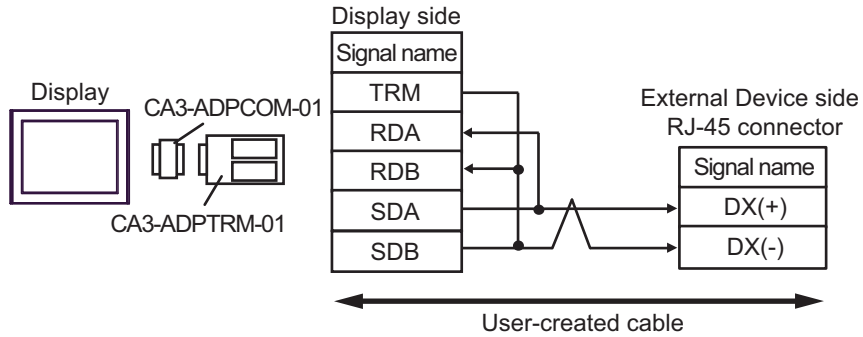 Display side
Signal name
TRM
RDA
RDB
SDA
SDB
Display
CA3-ADPCOM-01
CA3-ADPTRM-01
External Device side
RJ-45 connector
Signal name
DX(+)
DX(-)
User-created cable